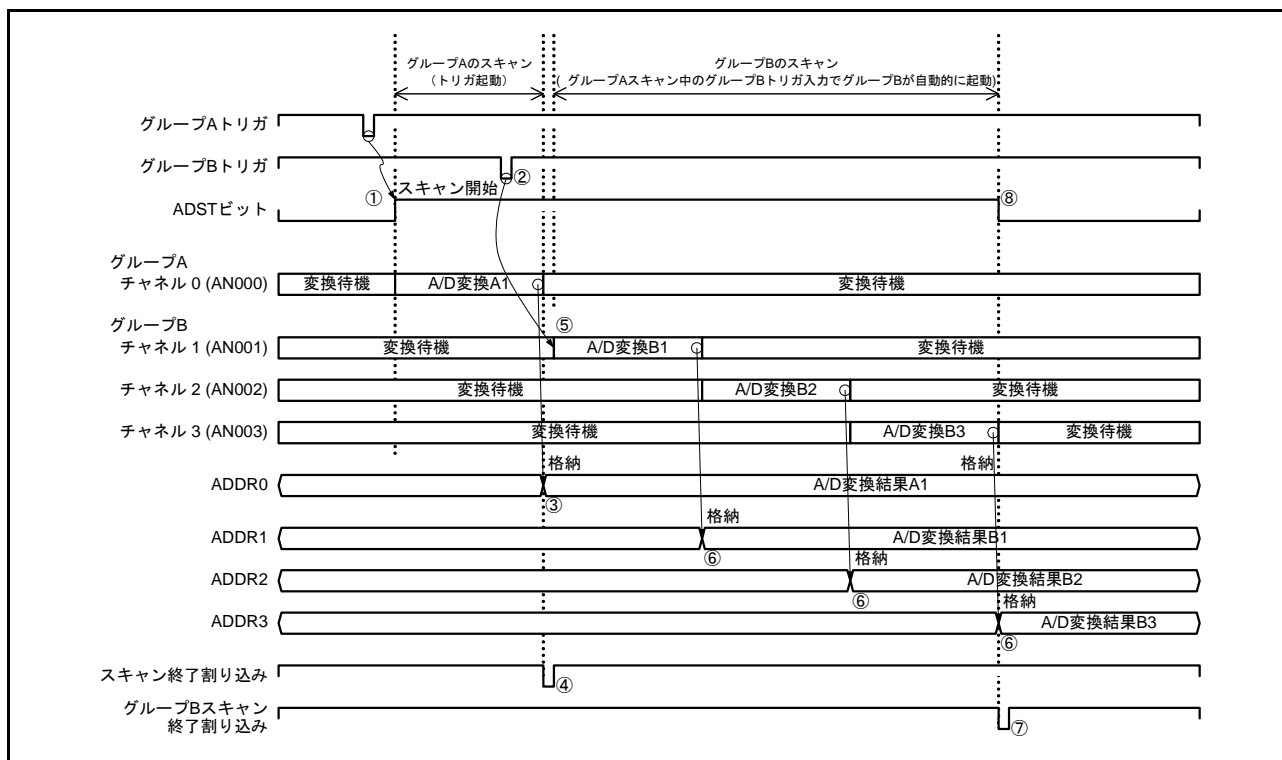 グループAのスキャン
（トリガ起動）
グループBのスキャン
( グループAスキャン中のグループBトリガ入力でグループBが自動的に起動)
グループAトリガ
グループBトリガ
②
① スキャン開始 ⑧
ADSTビット
グループA
チャネル 0 (AN000) 変換待機 A/D変換A1 変換待機
グループB
⑤
チャネル 1 (AN001) 変換待機 A/D変換B1 変換待機
チャネル 2 (AN002) 変換待機 A/D変換B2 変換待機
チャネル 3 (AN003) 変換待機 A/D変換B3 変換待機
格納 格納
ADDR0 A/D変換結果A1
③
格納
ADDR1 A/D変換結果B1
⑥ 格納
ADDR2 A/D変換結果B2
⑥ 格納
ADDR3 A/D変換結果B3
⑥
スキャン終了割り込み
④
グループBスキャン
終了割り込み
⑦